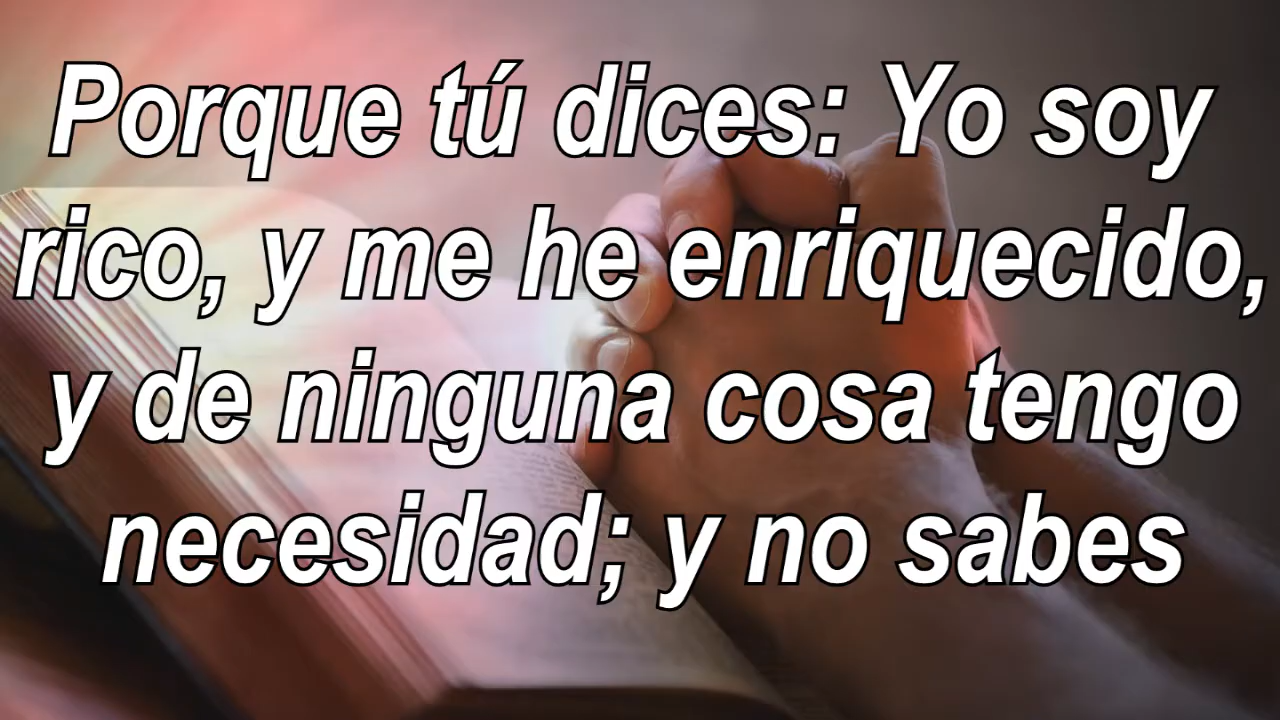 Porque tú dices: Yo soy
rico, y me he enriquecido,
y de ninguna cosa tengo
necesidad; y no sabes